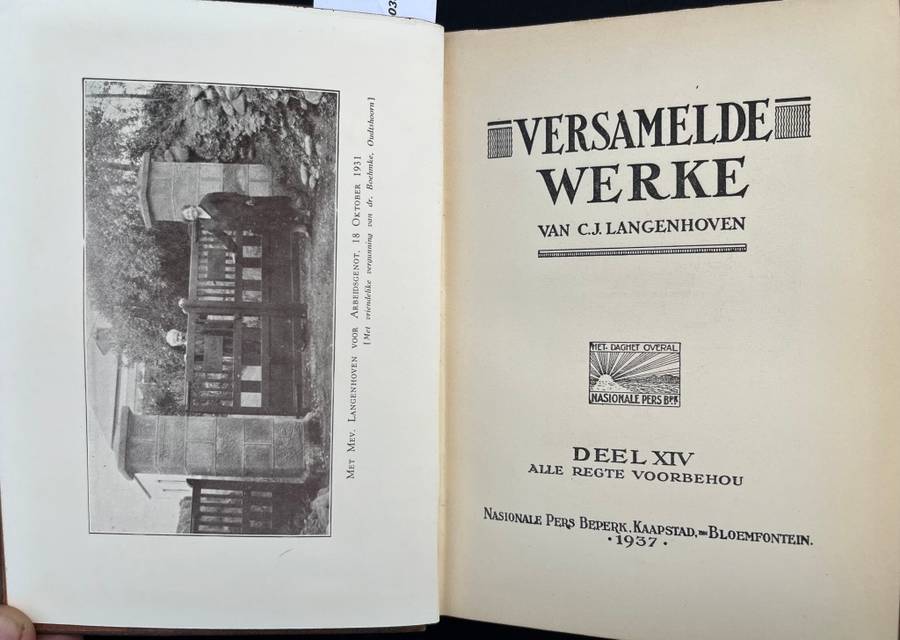 03
MET MEV. LANGENHOVEN VOOR ARBEIDSGENOT, 18 OKTOBER 1931
[Met vriendelike vergunning van dr. Boehmke, Oudtshoorn]
VERSAMELDE
WERKE
VAN C.J. LANGENHOVEN
HET DAGHET OVERAL
NASIONALE PERS BPK
DEEL XIV
ALLE REGTE VOORBEHOU
NASIONALE PERS BEPERK, KAAPSTAD, EN BLOEMFONTEIN.
·1937·